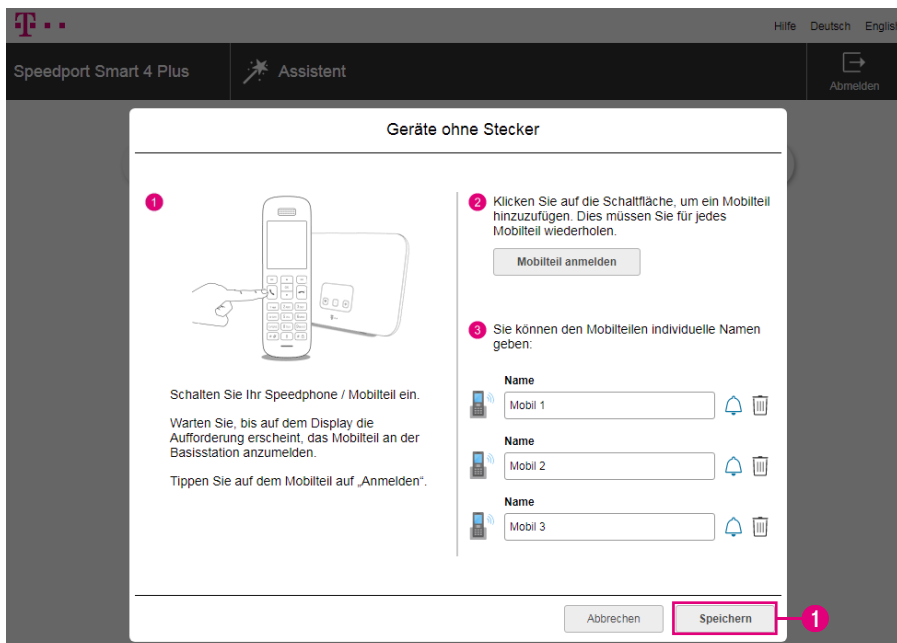 T
Hilfe Deutsch Englis
Speedport Smart 4 Plus
Assistent
Abmelden
Geräte ohne Stecker
1
Schalten Sie Ihr Speedphone / Mobilteil ein.
Warten Sie, bis auf dem Display die
Aufforderung erscheint, das Mobilteil an der
Basisstation anzumelden.
Tippen Sie auf dem Mobilteil auf „Anmelden“.
2 Klicken Sie auf die Schaltfläche, um ein Mobilteil
hinzuzufügen. Dies müssen Sie für jedes
Mobilteil wiederholen.
Mobilteil anmelden
3 Sie können den Mobilteilen individuelle Namen
geben:
Name
Mobil 1
Name
Mobil 2
Name
Mobil 3
Abbrechen
Speichern
1